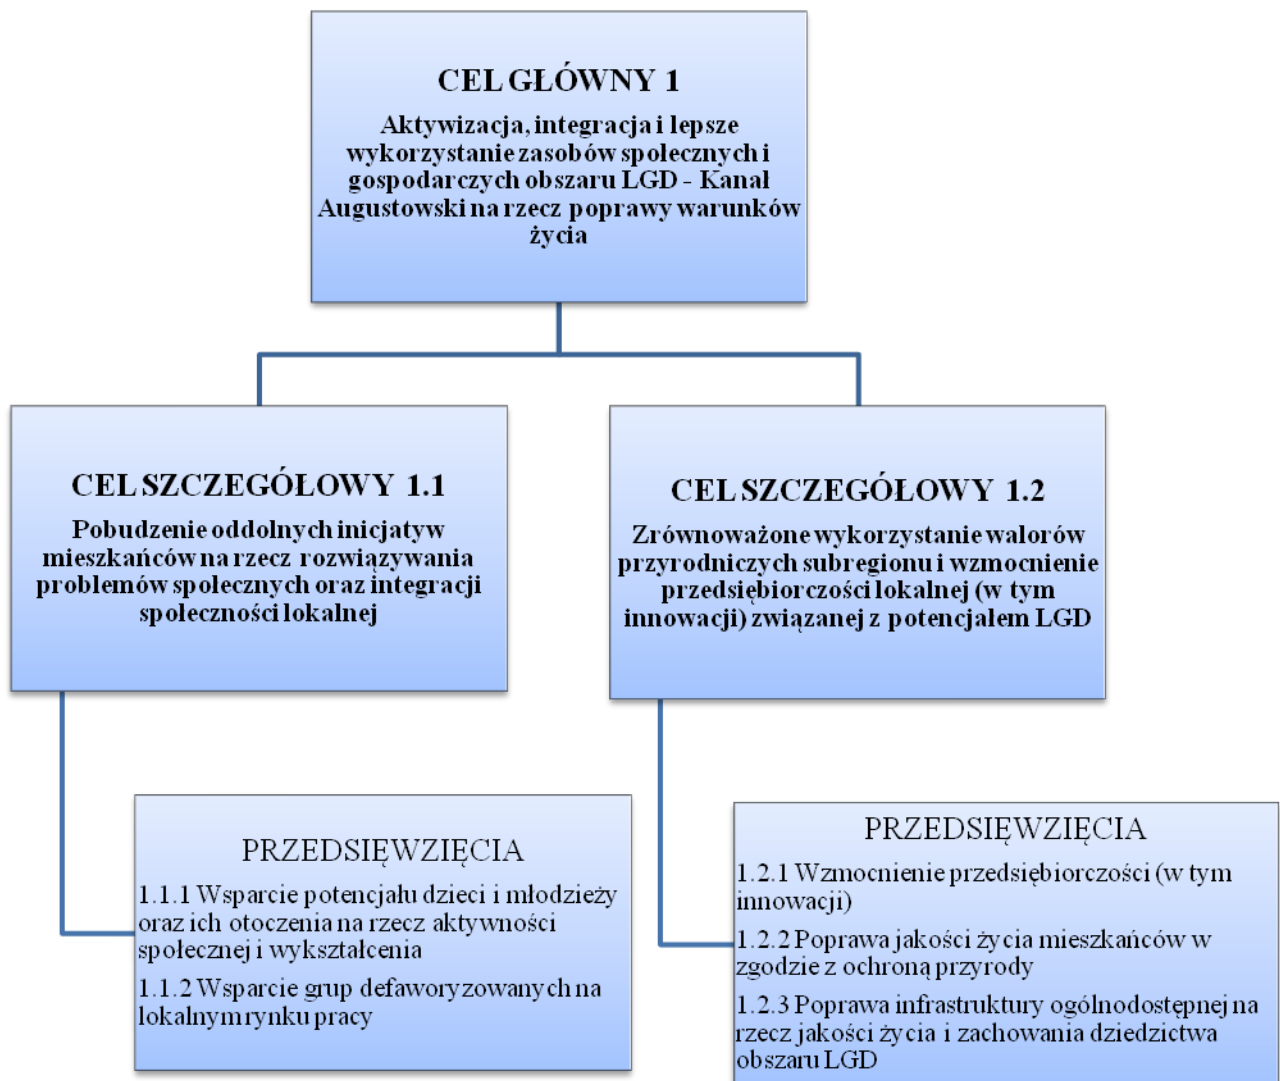 CEL GŁÓWNY 1
Aktywizacja, integracja i lepsze
wykorzystanie zasobów społecznych i
gospodarczych obszaru LGD - Kanał
Augustowski na rzecz poprawy warunków
życia
CEL SZCZEGÓŁOWY 1.1
Pobudzenie oddolnych inicjatyw
mieszkańców na rzecz rozwiązywania
problemów społecznych oraz integracji
społeczności lokalnej
CEL SZCZEGÓŁOWY 1.2
Zrównoważone wykorzystanie walorów
przyrodniczych subregionu i wzmocnienie
przedsiębiorczości lokalnej (w tym
innowacji) związanej z potencjałem LGD
PRZEDSIĘWZIĘCIA
1.1.1 Wsparcie potencjału dzieci i młodzieży
oraz ich otoczenia na rzecz aktywności
społecznej i wykształcenia
1.1.2 Wsparcie grup defaworyzowanych na
lokalnym rynku pracy
PRZEDSIĘWZIĘCIA
1.2.1 Wzmocnienie przedsiębiorczości (w tym
innowacji)
1.2.2 Poprawa jakości życia mieszkańców w
zgodzie z ochroną przyrody
1.2.3 Poprawa infrastruktury ogólnodostępnej na
rzecz jakości życia i zachowania dziedzictwa
obszaru LGD